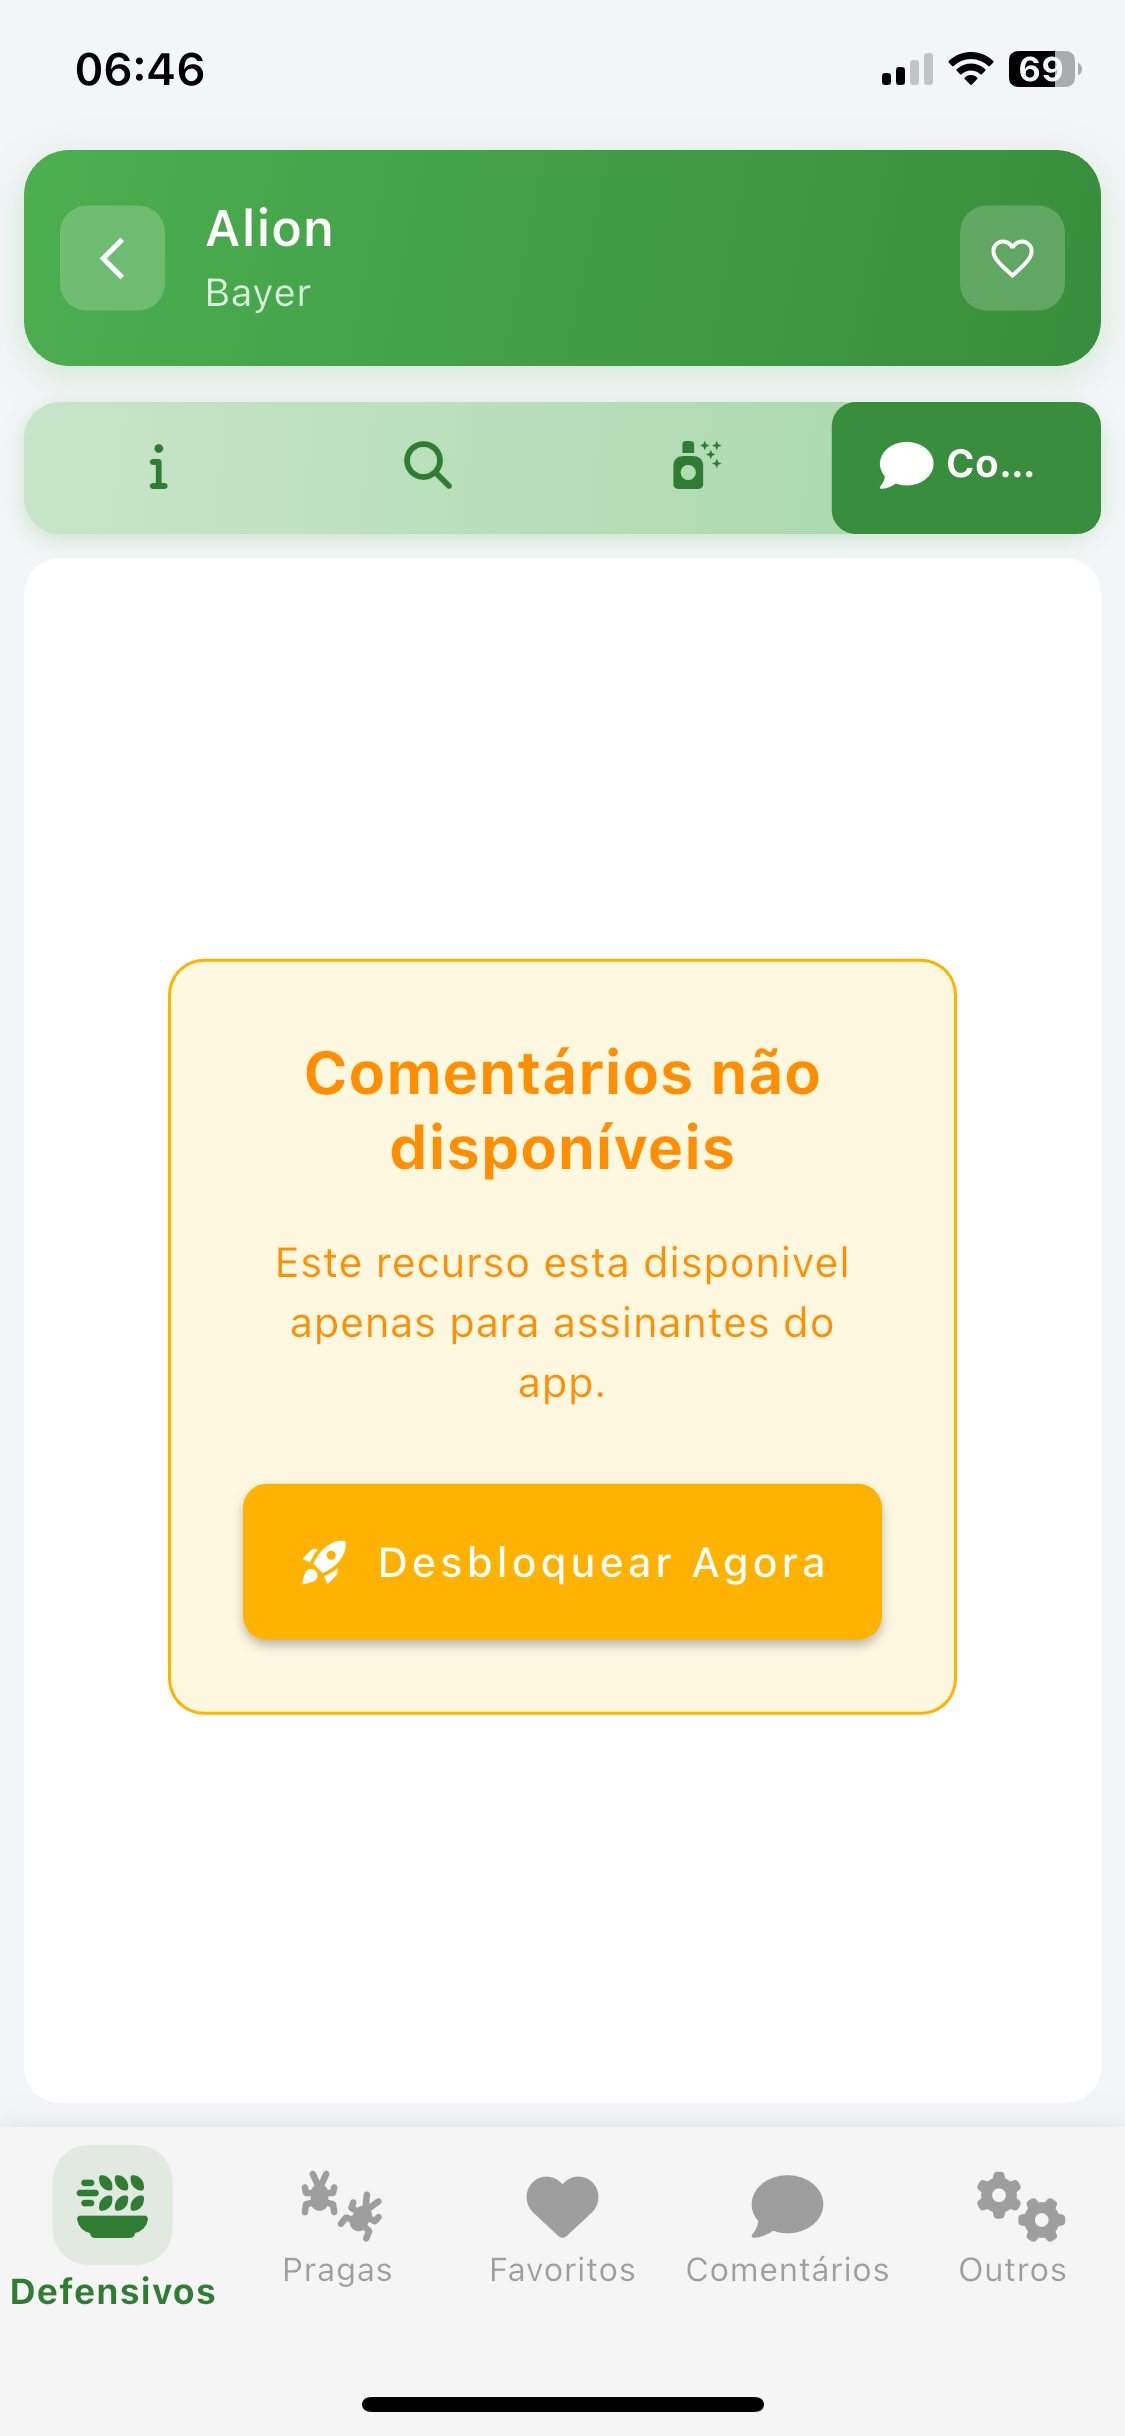 06:46
69
Alion
Bayer
Co...
Comentários não
disponíveis
Este recurso esta disponivel
apenas para assinantes do
app.
Desbloquear Agora
Defensivos
Pragas
Favoritos
Comentários
Outros